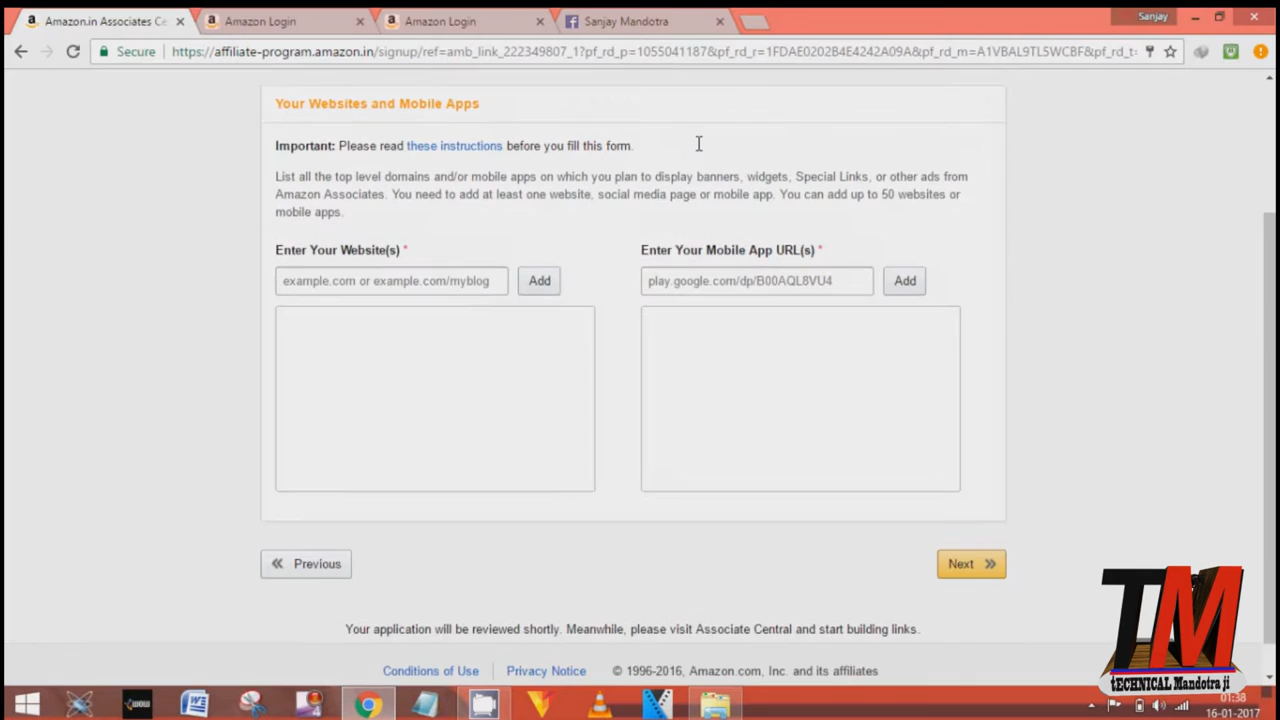 Amazon.in Associates Ce
Amazon Login
Amazon Login
Sanjay Mandotra
Sanjay
Secure
https://affiliate-program.amazon.in/signup/ref=amb_link_222349807_1?pf_rd_p=1055041187&pf_rd_r=1FDAE0202B4E4242A09A&pf_rd_m=A1VBAL9TL5WCBF&pf_rd_t=
Your Websites and Mobile Apps
Important: Please read these instructions before you fill this form.
List all the top level domains and/or mobile apps on which you plan to display banners, widgets, Special Links, or other ads from
Amazon Associates. You need to add at least one website, social media page or mobile app. You can add up to 50 websites or
mobile apps.
Enter Your Website(s) *
Enter Your Mobile App URL(s) *
example.com or example.com/myblog
Add
play.google.com/dp/B00AQL8VU4
Add
Previous
Next
Your application will be reviewed shortly. Meanwhile, please visit Associate Central and start building links.
Conditions of Use
Privacy Notice
© 1996-2016, Amazon.com, Inc. and its affiliates
TM
tECHNICAL Mandotra ji
01:38
16-01-2017